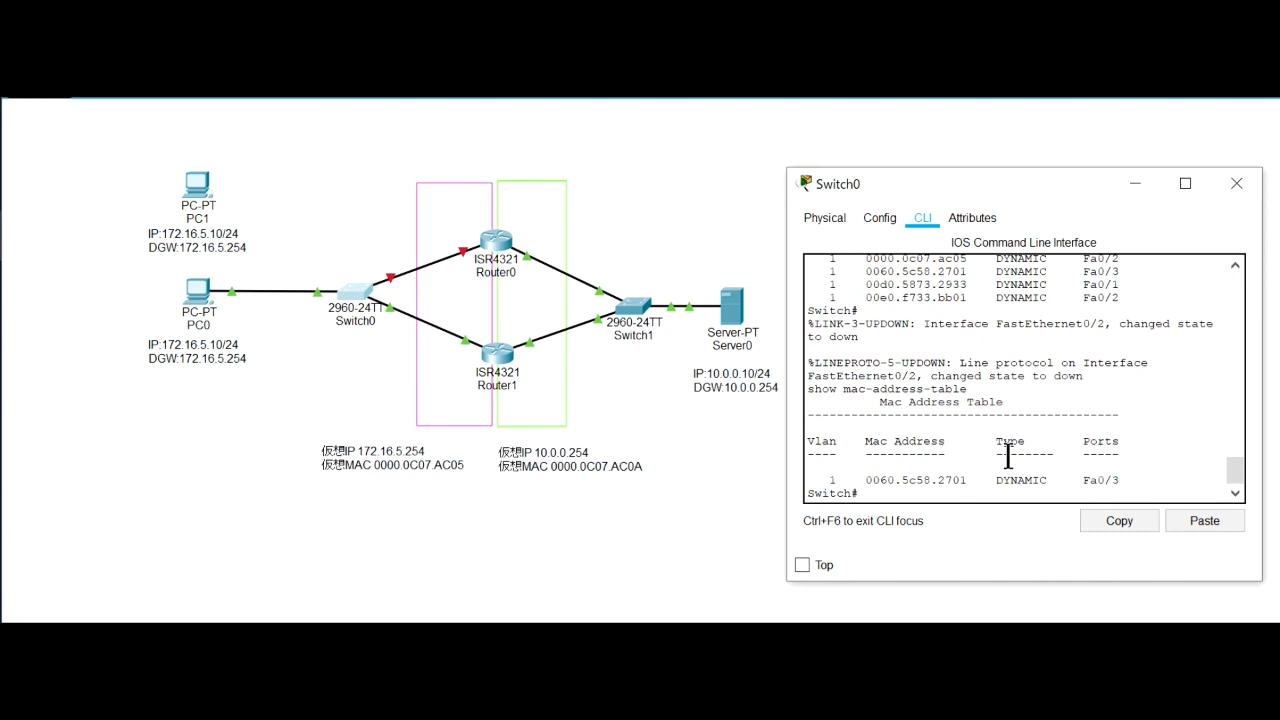 PC-PT
PC1
IP:172.16.5.10/24
DGW:172.16.5.254
PC-PT
PC0
IP:172.16.5.10/24
DGW:172.16.5.254
2960-24TT
Switch0
ISR4321
Router0
ISR4321
Router1
2960-24TT
Switch1
Server-PT
Server0
IP:10.0.0.10/24
DGW:10.0.0.254
仮想IP 172.16.5.254
仮想MAC 0000.0C07.AC05
仮想IP 10.0.0.254
仮想MAC 0000.0C07.AC0A
Switch0
Physical Config CLI Attributes
IOS Command Line Interface
1 0000.0c07.ac05 DYNAMIC Fa0/2
1 0060.5c58.2701 DYNAMIC Fa0/3
1 00d0.5873.2933 DYNAMIC Fa0/1
1 00e0.f733.bb01 DYNAMIC Fa0/2
Switch#
%LINK-3-UPDOWN: Interface FastEthernet0/2, changed state
to down
%LINEPROTO-5-UPDOWN: Line protocol on Interface
FastEthernet0/2, changed state to down
show mac-address-table
Mac Address Table
-------------------------------------------
Vlan Mac Address Type Ports
---- ----------- -------- -----
1 0060.5c58.2701 DYNAMIC Fa0/3
Switch#
Ctrl+F6 to exit CLI focus
Copy
Paste
Top